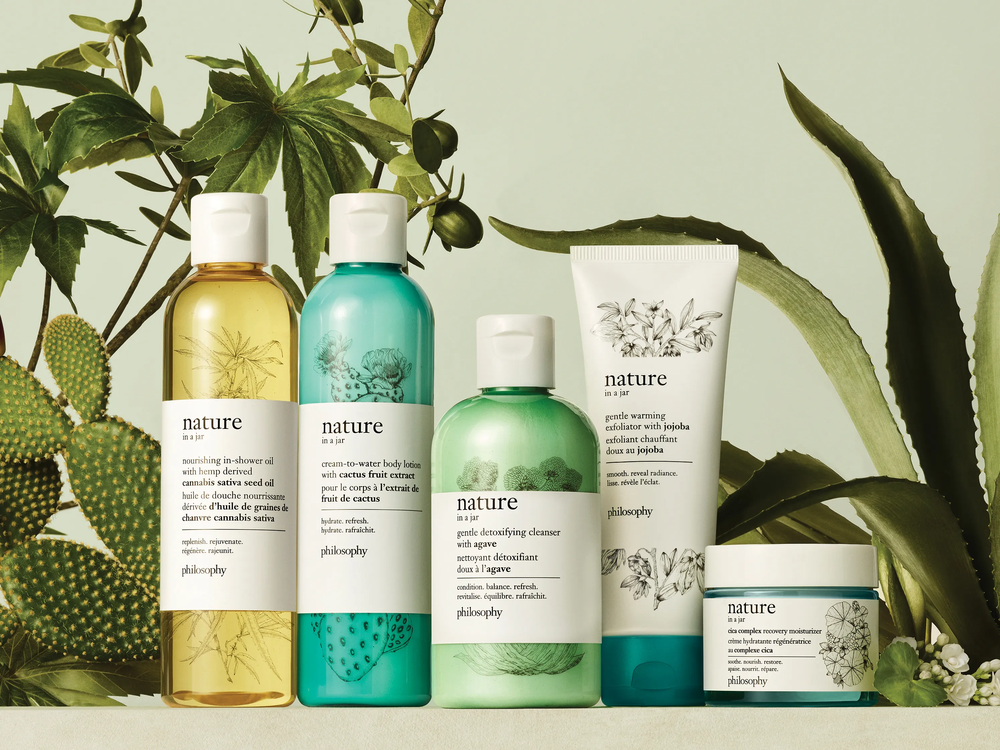 nature
in a jar
nourishing in-shower oil
with hemp derived
cannabis sativa seed oil
huile de douche nourrissante
dérivée d'huile de graines de
chanvre cannabis sativa
replenish. rejuvenate.
régénère. rajeunit.
philosophy
nature
in a jar
cream-to-water body lotion
with cactus fruit extract
pour le corps à l'extrait de
fruit de cactus
hydrate. refresh.
hydrate. rafraîchit.
philosophy
nature
in a jar
gentle detoxifying cleanser
with agave
nettoyant détoxifiant
doux à l'agave
condition. balance. refresh.
revitalise. équilibre. rafraîchit.
philosophy
nature
in a jar
gentle warming
exfoliator with jojoba
exfoliant chauffant
doux au jojoba
smooth. reveal radiance.
lisse. révèle l'éclat.
philosophy
nature
in a jar
cica complex recovery moisturizer
crème hydratante régénératrice
au complexe cica
soothe. nourish. restore.
apaise. nourrit. répare.
philosophy